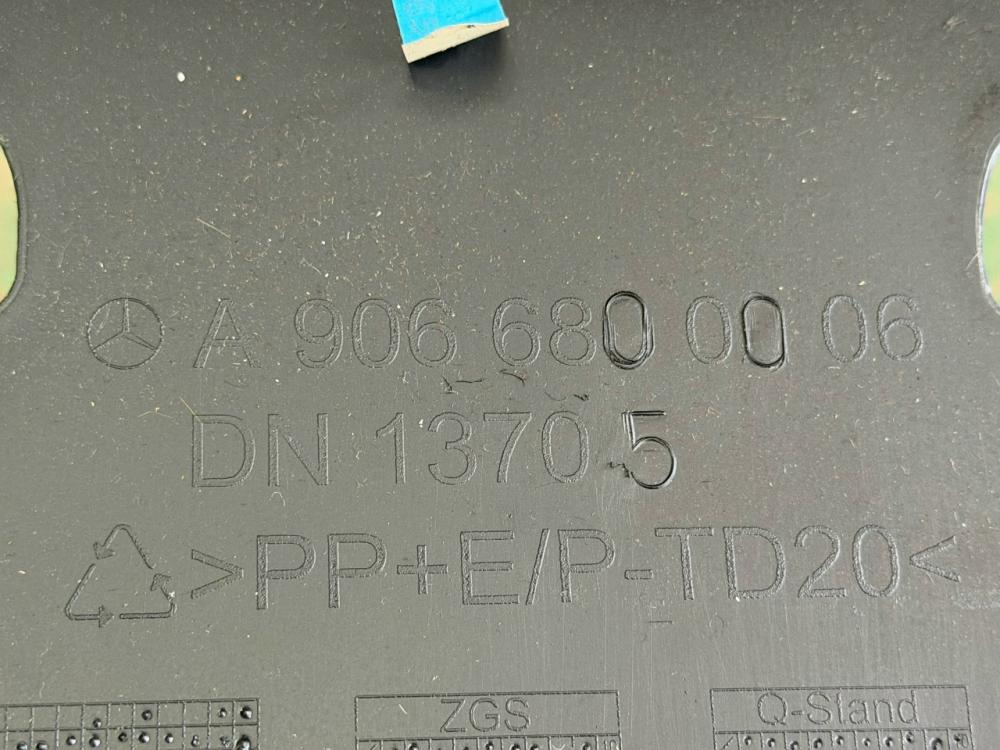 A 906 680 00 06
DN 1370 5
>PP+E/P-TD20<
ZGS
Q-Stand